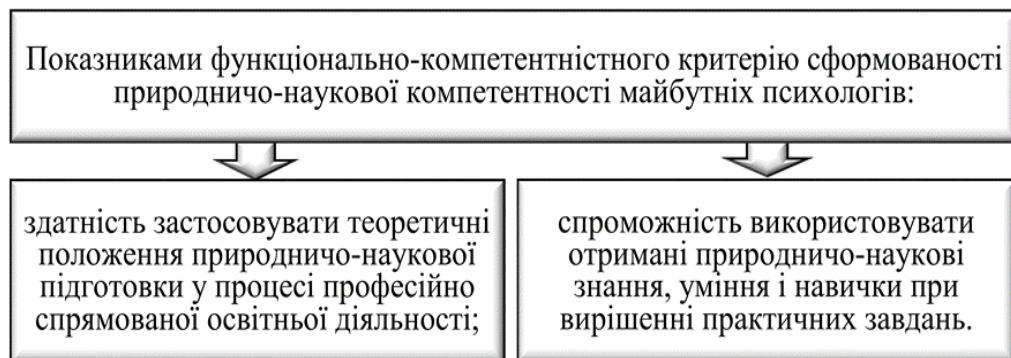 Показниками функціонально-компетентністного критерію сформованості
природничо-наукової компетентності майбутніх психологів:
здатність застосовувати теоретичні
положення природничо-наукової
підготовки у процесі професійно
спрямованої освітньої діяльності;
спроможність використовувати
отримані природничо-наукові
знання, уміння і навички при
вирішенні практичних завдань.